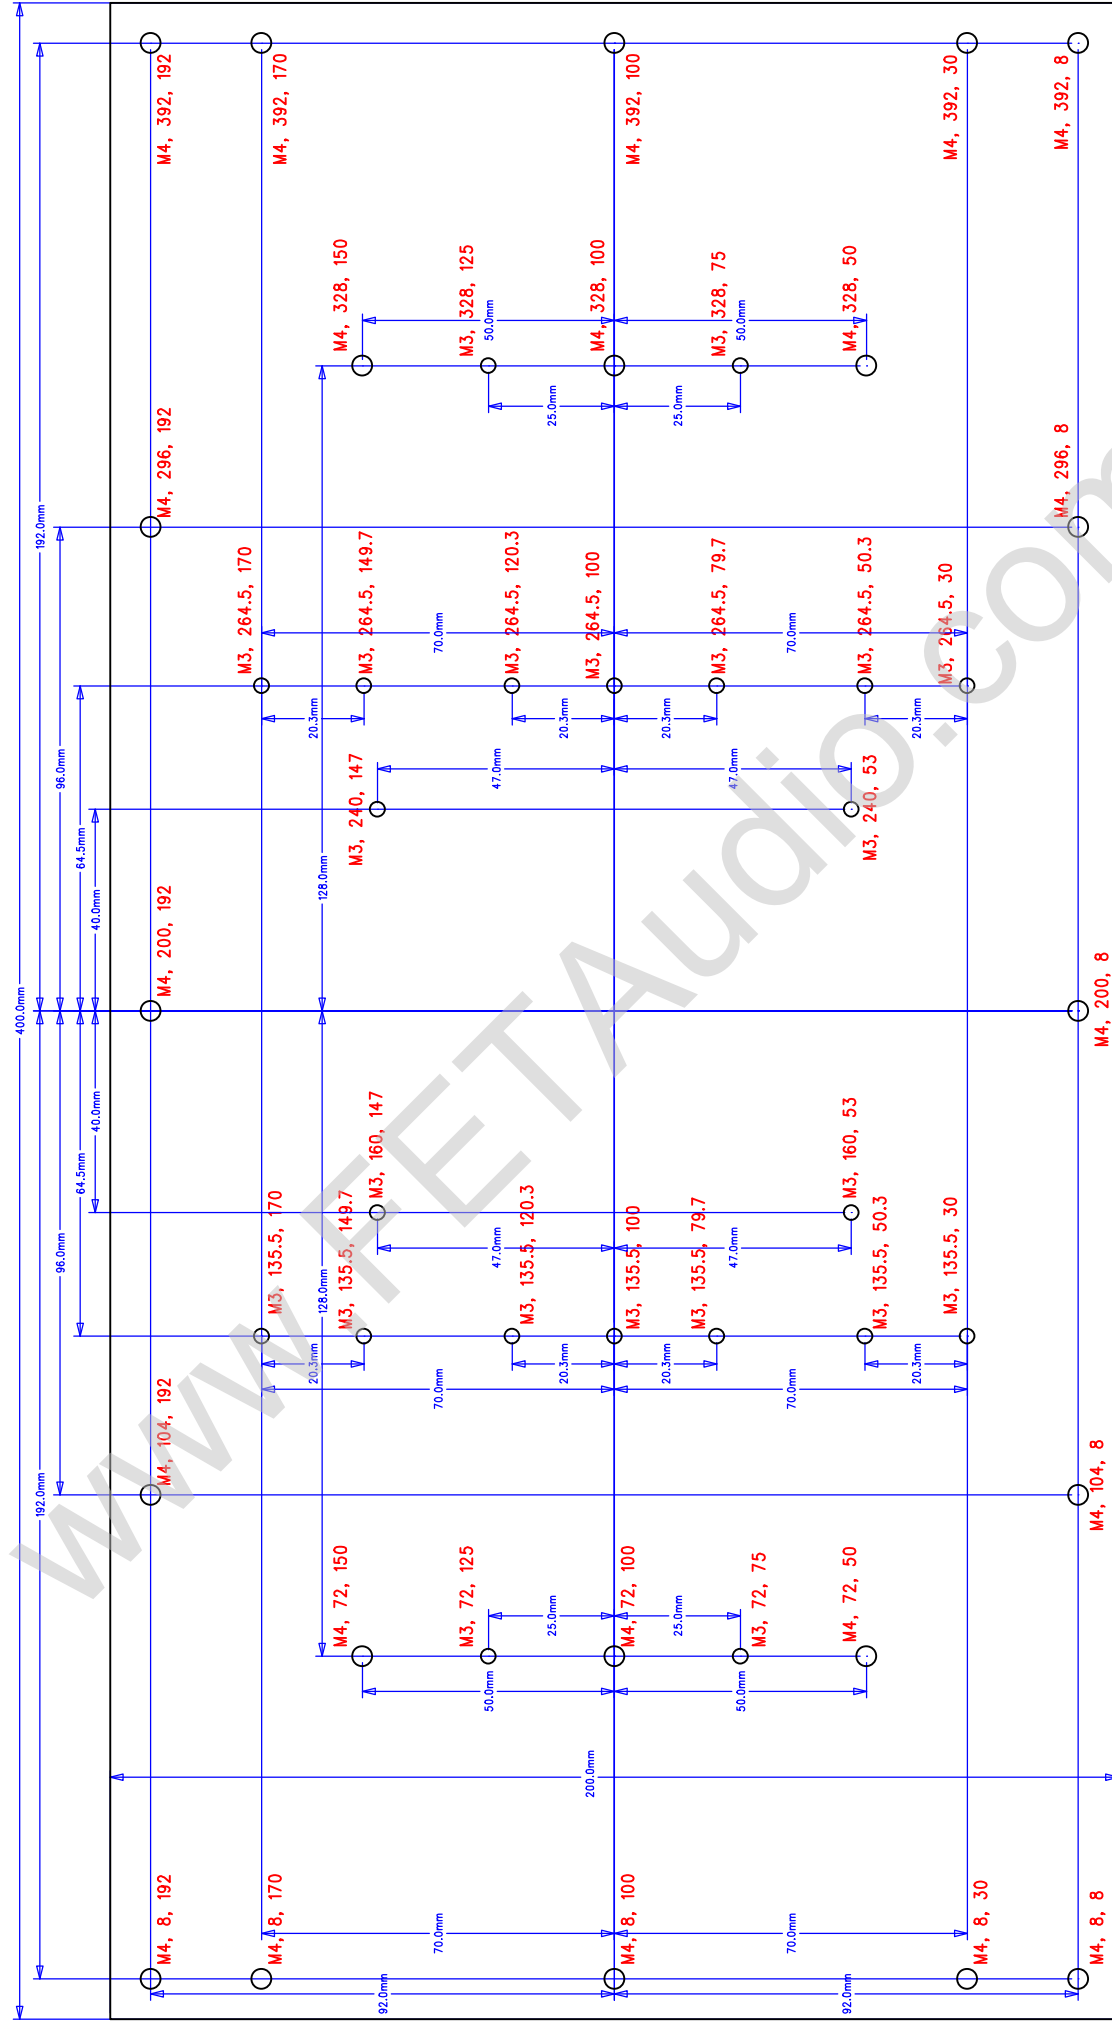 M4, 392, 192
M4, 392, 170
M4, 392, 100
M4, 392, 30
M4, 392, 8
M4, 328, 150
M3, 328, 125
M4, 328, 100
M3, 328, 75
M4, 328, 50
50.0mm
50.0mm
25.0mm
25.0mm
M4, 296, 192
M4, 296, 8
192.0mm
M3, 264.5, 170
M3, 264.5, 149.7
M3, 264.5, 120.3
M3, 264.5, 100
M3, 264.5, 79.7
M3, 264.5, 50.3
M3, 264.5, 30
70.0mm
70.0mm
20.3mm
20.3mm
20.3mm
20.3mm
96.0mm
47.0mm
47.0mm
M3, 240, 147
M3, 240, 53
64.5mm
128.0mm
40.0mm
M4, 200, 192
M4, 200, 8
400.0mm
40.0mm
M3, 160, 147
M3, 160, 53
64.5mm
M3, 135.5, 170
M3, 135.5, 149.7
M3, 135.5, 120.3
M3, 135.5, 100
M3, 135.5, 79.7
M3, 135.5, 50.3
M3, 135.5, 30
47.0mm
47.0mm
96.0mm
128.0mm
20.3mm
20.3mm
20.3mm
20.3mm
70.0mm
70.0mm
M4, 104, 192
M4, 104, 8
192.0mm
M4, 72, 150
M3, 72, 125
M4, 72, 100
M3, 72, 75
M4, 72, 50
25.0mm
25.0mm
50.0mm
50.0mm
200.0mm
M4, 8, 192
M4, 8, 170
M4, 8, 100
M4, 8, 30
M4, 8, 8
70.0mm
70.0mm
92.0mm
92.0mm
www.FETAudio.com